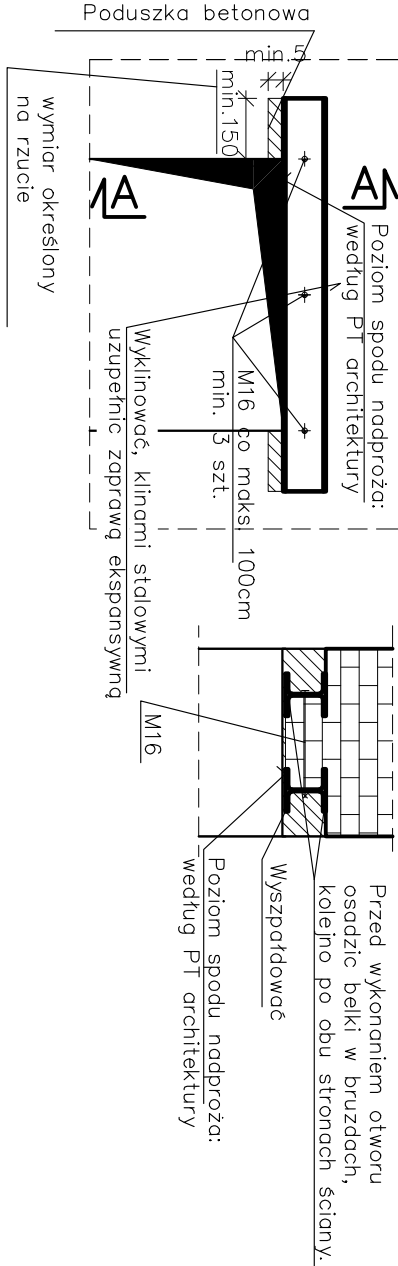 Poduszka betonowa
min.5
min.150
wymiar określony
na rzucie
A
A
Poziom spodu nadproża:
według PT architektury
M16 co maks. 100cm
min. 3 szt.
Wyklinować, klinami stalowymi
uzupełnic zaprawą ekspansywną
M16
Przed wykonaniem otworu
osadzic belki w bruzdach,
kolejno po obu stronach ściany.
Wyszpałdować
Poziom spodu nadproża:
według PT architektury